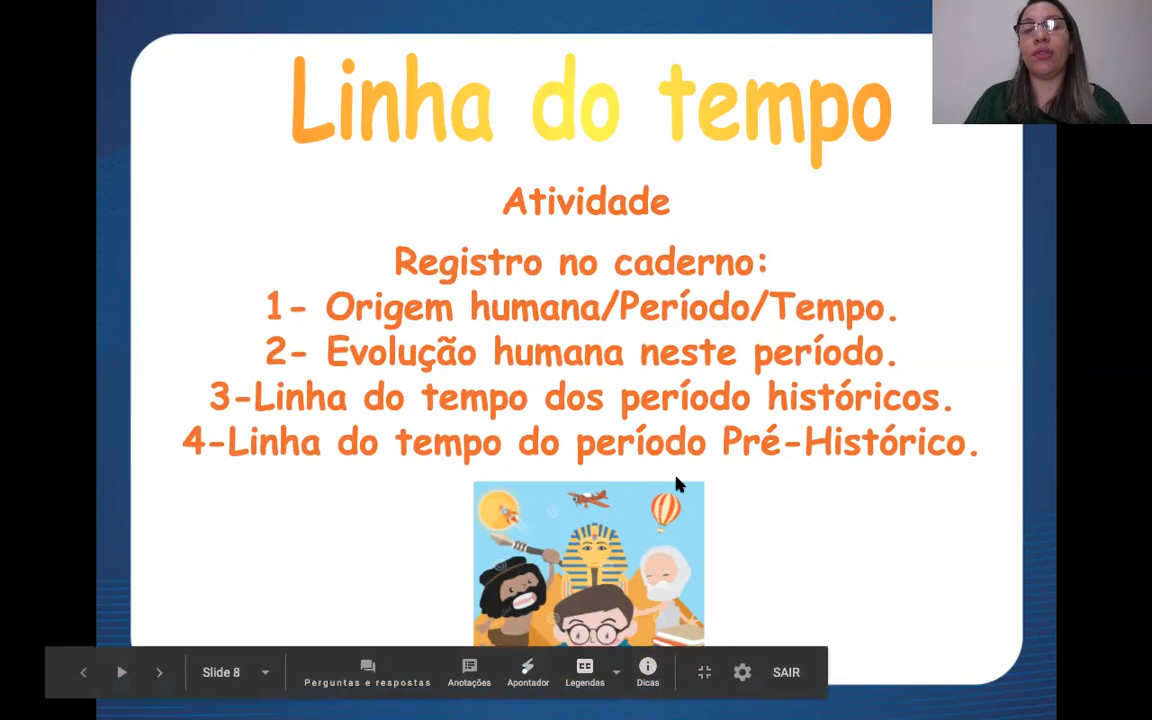 Linha do tempo
Atividade
Registro no caderno:
1- Origem humana/Período/Tempo.
2- Evolução humana neste período.
3-Linha do tempo dos período históricos.
4-Linha do tempo do período Pré-Histórico.
Slide 8
Perguntas e respostas
Anotações
Apontador
CC
Legendas
Dicas
SAIR